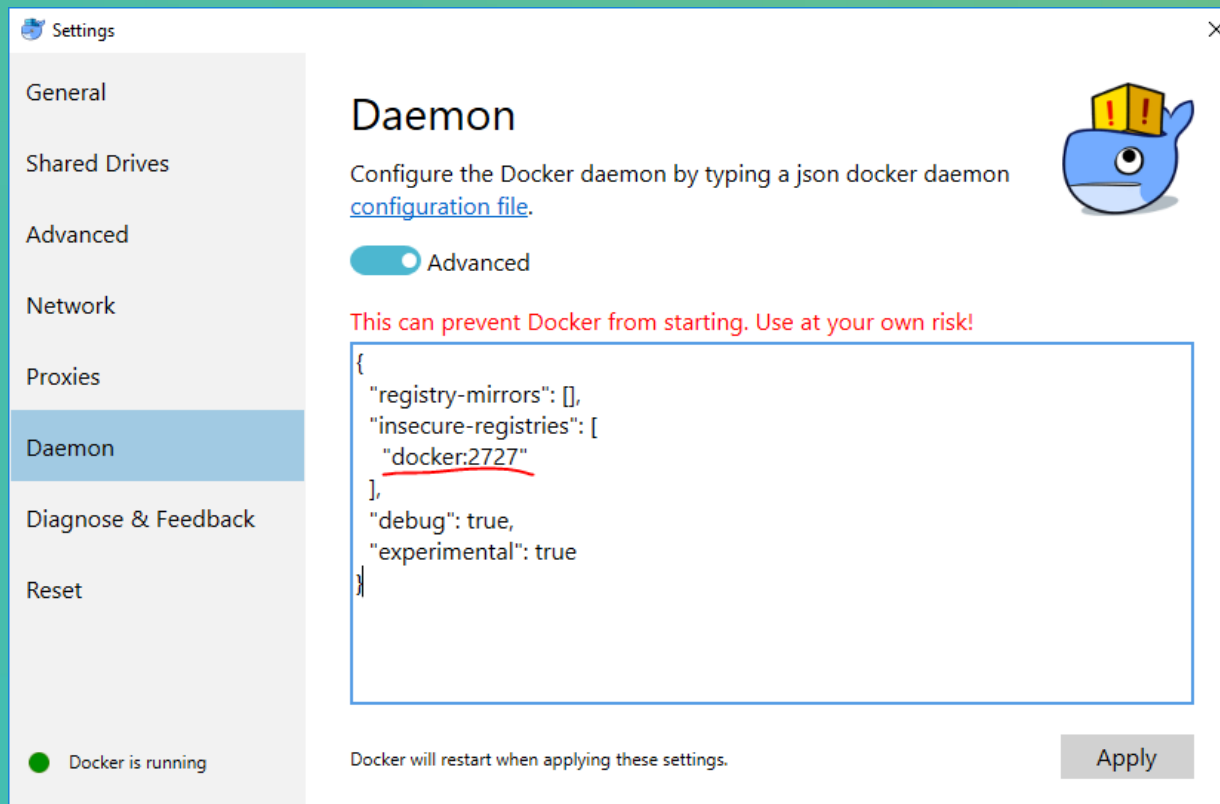 Settings
General
Shared Drives
Advanced
Network
Proxies
Daemon
Diagnose & Feedback
Reset
Docker is running
Daemon
Configure the Docker daemon by typing a json docker daemon
configuration file.
Advanced
This can prevent Docker from starting. Use at your own risk!
{
"registry-mirrors": [],
"insecure-registries": [
"docker:2727"
],
"debug": true,
"experimental": true
}
Docker will restart when applying these settings.
Apply
! !